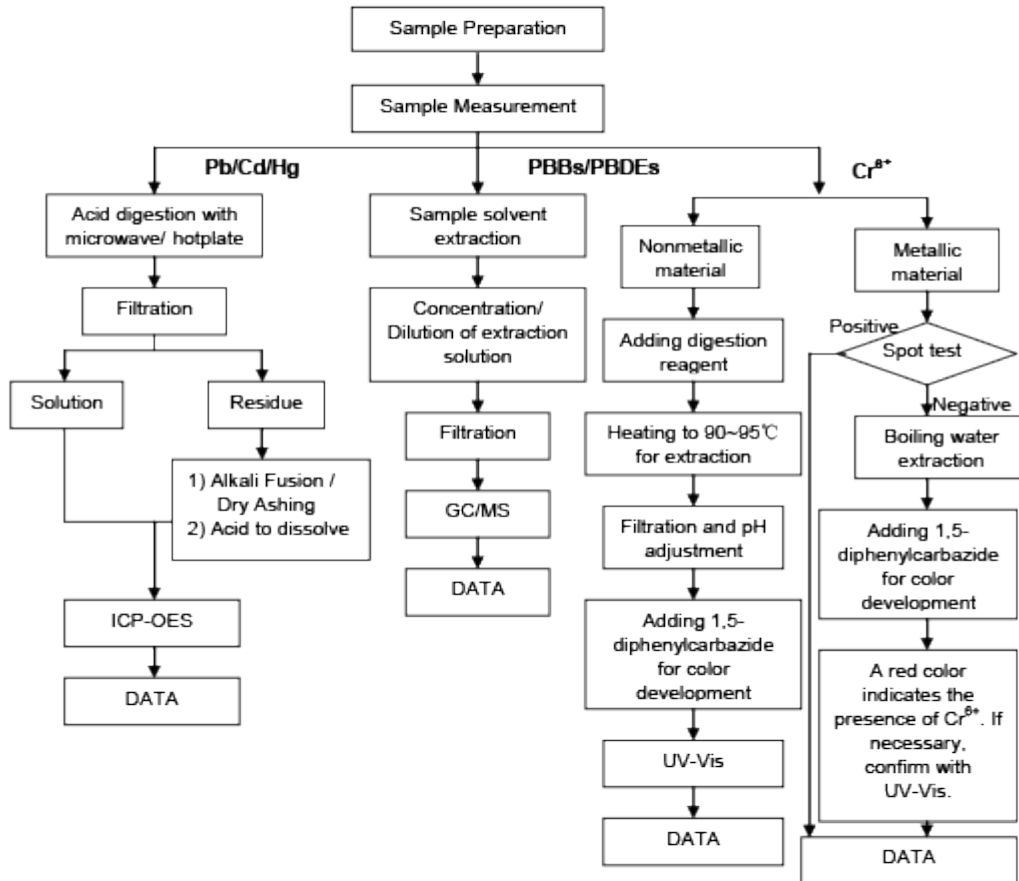 Sample Preparation
Sample Measurement
Pb/Cd/Hg
PBBs/PBDEs
Cr⁶⁺
Acid digestion with
microwave/ hotplate
Filtration
Solution
Residue
1) Alkali Fusion /
Dry Ashing
2) Acid to dissolve
ICP-OES
DATA
Sample solvent
extraction
Concentration/
Dilution of extraction
solution
Filtration
GC/MS
DATA
Nonmetallic
material
Adding digestion
reagent
Heating to 90~95℃
for extraction
Filtration and pH
adjustment
Adding 1,5-
diphenylcarbazide
for color
development
UV-Vis
DATA
Metallic
material
Positive
Spot test
Negative
Boiling water
extraction
Adding 1,5-
diphenylcarbazide
for color
development
A red color
indicates the
presence of Cr⁶⁺. If
necessary,
confirm with
UV-Vis.
DATA